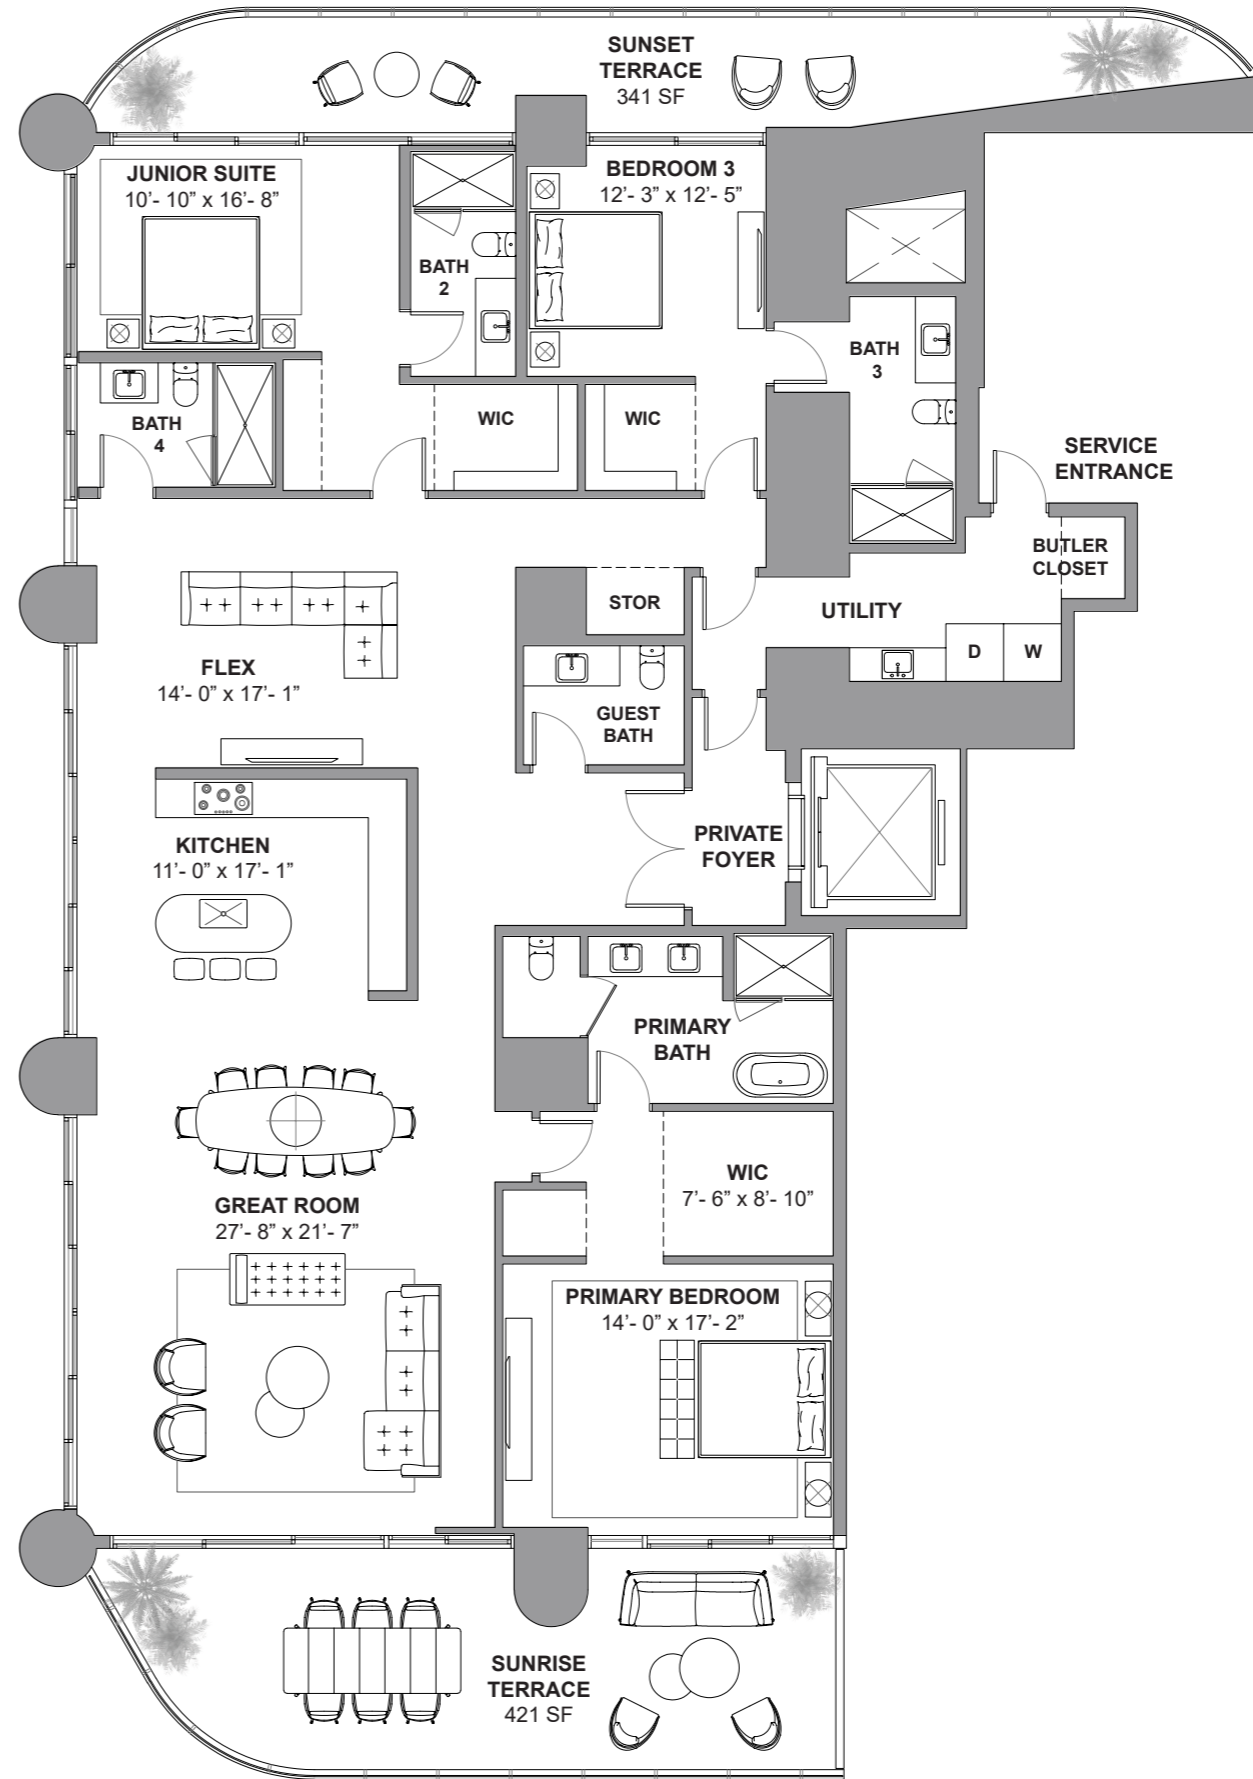 SUNSET
TERRACE
341 SF
JUNIOR SUITE
10’- 10” x 16’- 8”
BEDROOM 3
12’- 3” x 12’- 5”
BATH
2
BATH
3
BATH
4
WIC
WIC
SERVICE
ENTRANCE
BUTLER
CLOSET
STOR
UTILITY
D
W
FLEX
14’- 0” x 17’- 1”
GUEST
BATH
KITCHEN
11’- 0” x 17’- 1”
PRIVATE
FOYER
PRIMARY
BATH
WIC
7’- 6” x 8’- 10”
GREAT ROOM
27’- 8” x 21’- 7”
PRIMARY BEDROOM
14’- 0” x 17’- 2”
SUNRISE
TERRACE
421 SF